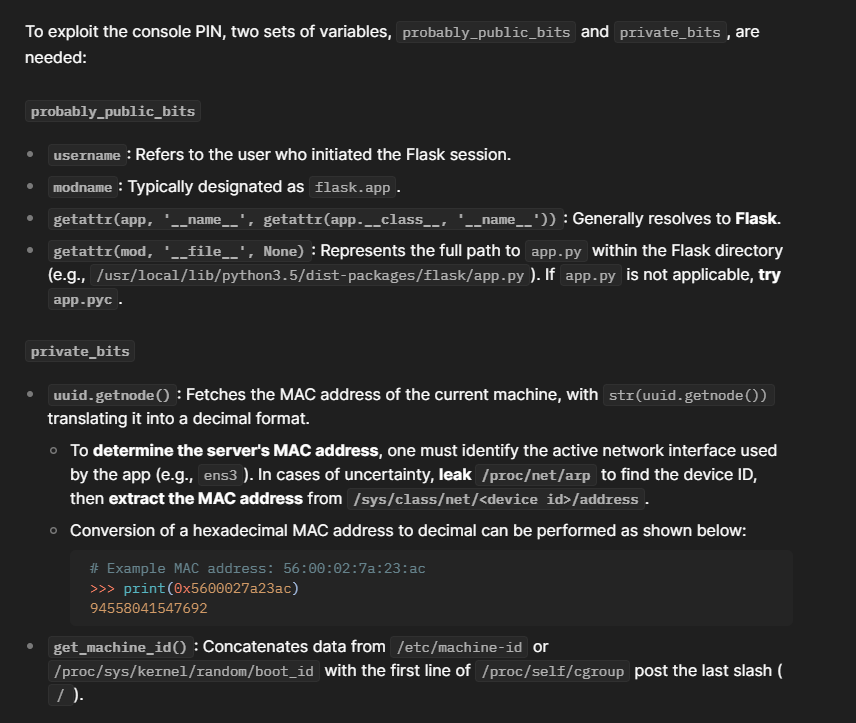 To exploit the console PIN, two sets of variables, probably_public_bits and private_bits, are
needed:
probably_public_bits
username : Refers to the user who initiated the Flask session.
modname : Typically designated as flask.app.
getattr(app, '__name__', getattr(app.__class__, '__name__')) : Generally resolves to Flask.
getattr(mod, '__file__', None) : Represents the full path to app.py within the Flask directory
(e.g., /usr/local/lib/python3.5/dist-packages/flask/app.py). If app.py is not applicable, try
app.pyc.
private_bits
uuid.getnode() : Fetches the MAC address of the current machine, with str(uuid.getnode())
translating it into a decimal format.
To determine the server's MAC address, one must identify the active network interface used
by the app (e.g., ens3). In cases of uncertainty, leak /proc/net/arp to find the device ID,
then extract the MAC address from /sys/class/net/<device id>/address.
Conversion of a hexadecimal MAC address to decimal can be performed as shown below:
# Example MAC address: 56:00:02:7a:23:ac
>>> print(0x5600027a23ac)
94558041547692
get_machine_id() : Concatenates data from /etc/machine-id or
/proc/sys/kernel/random/boot_id with the first line of /proc/self/cgroup post the last slash (
/ ).